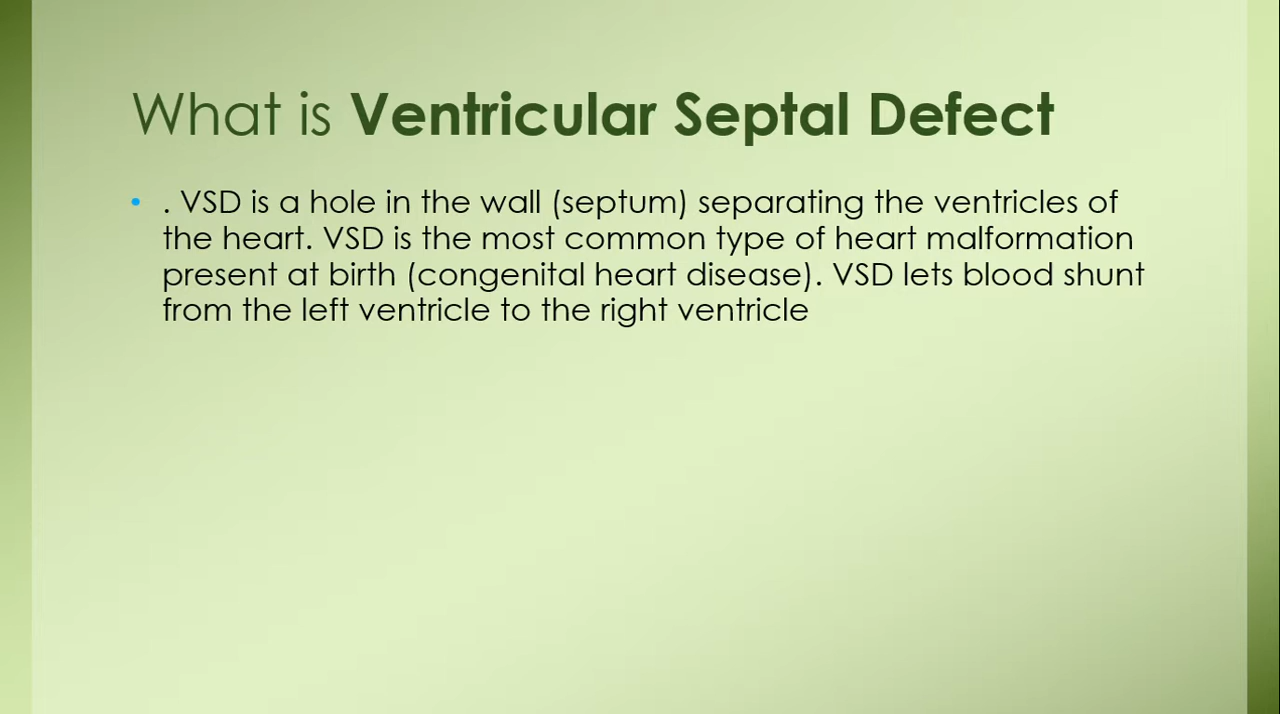 What is Ventricular Septal Defect
• . VSD is a hole in the wall (septum) separating the ventricles of
the heart. VSD is the most common type of heart malformation
present at birth (congenital heart disease). VSD lets blood shunt
from the left ventricle to the right ventricle